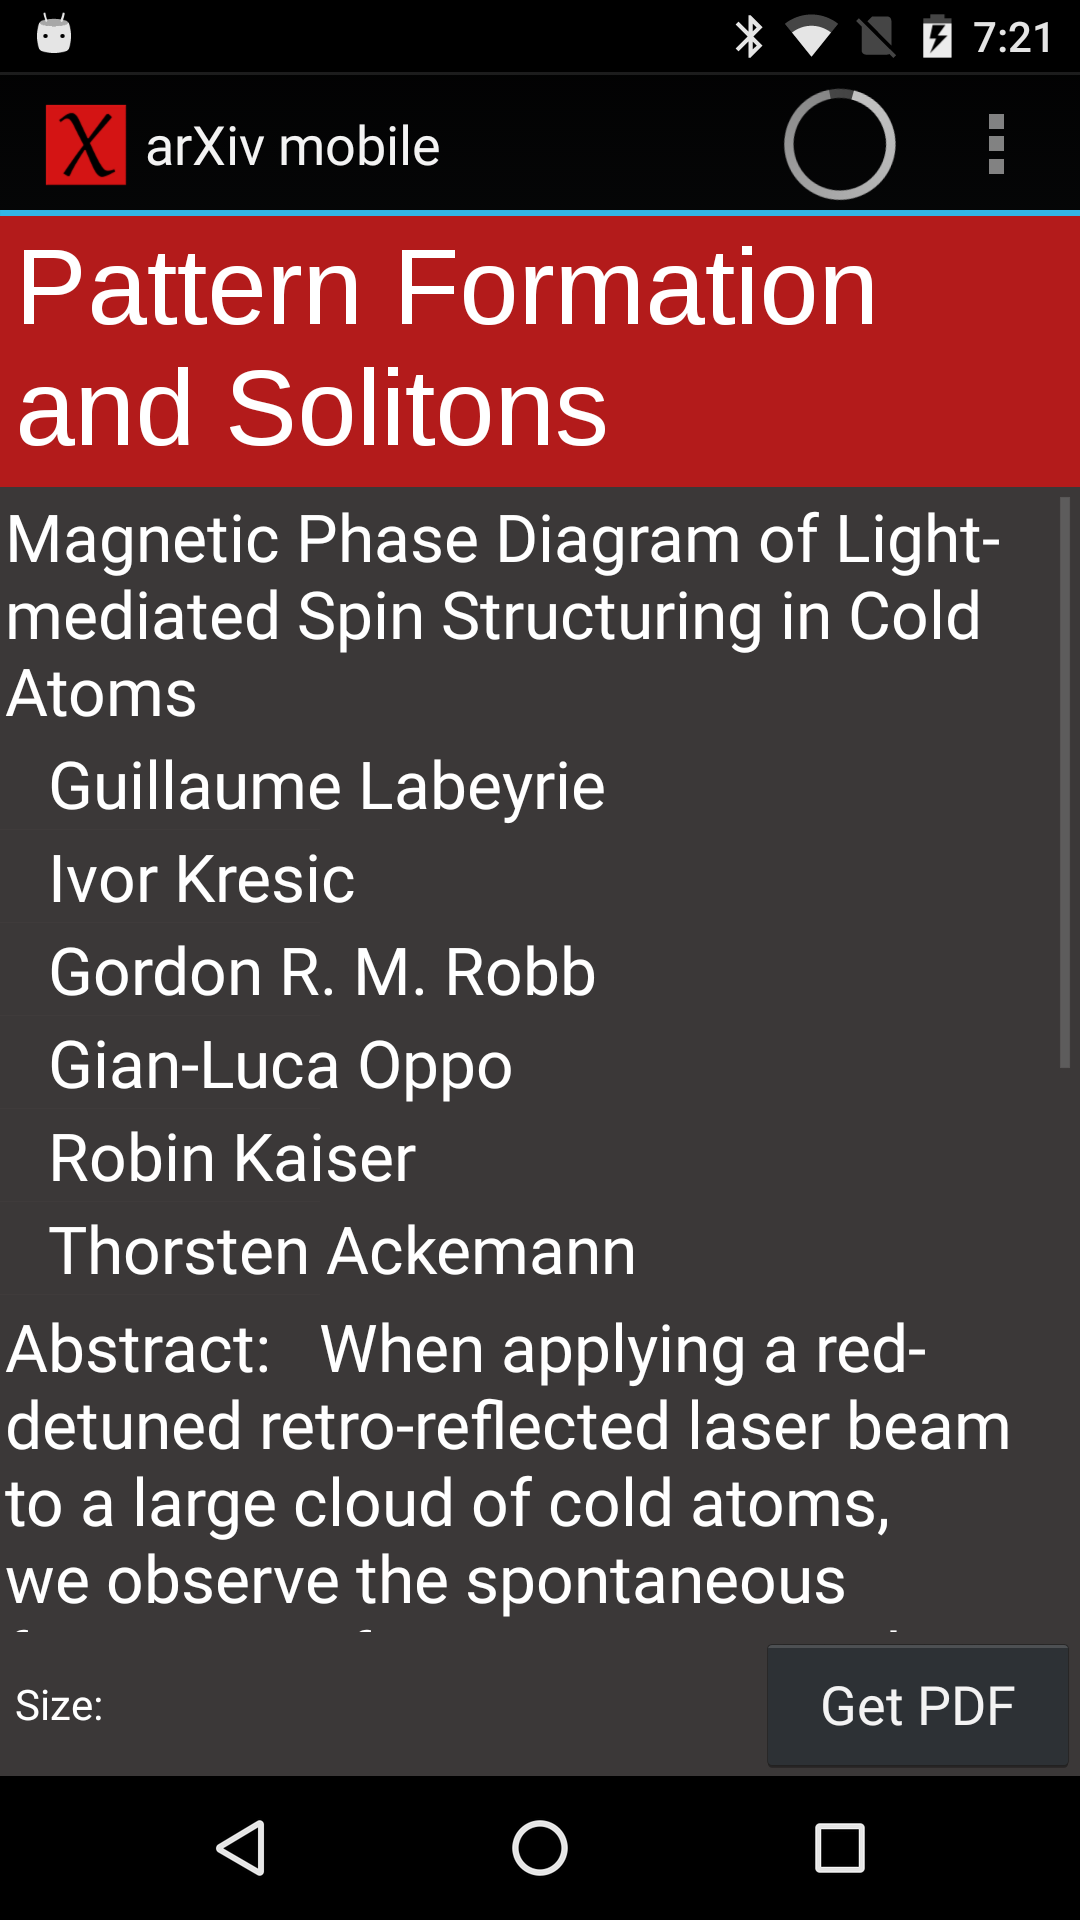 7:21
arXiv mobile
Pattern Formation
and Solitons
Magnetic Phase Diagram of Light-
mediated Spin Structuring in Cold
Atoms
Guillaume Labeyrie
Ivor Kresic
Gordon R. M. Robb
Gian-Luca Oppo
Robin Kaiser
Thorsten Ackemann
Abstract:   When applying a red-
detuned retro-reflected laser beam
to a large cloud of cold atoms,
we observe the spontaneous
Size:
Get PDF